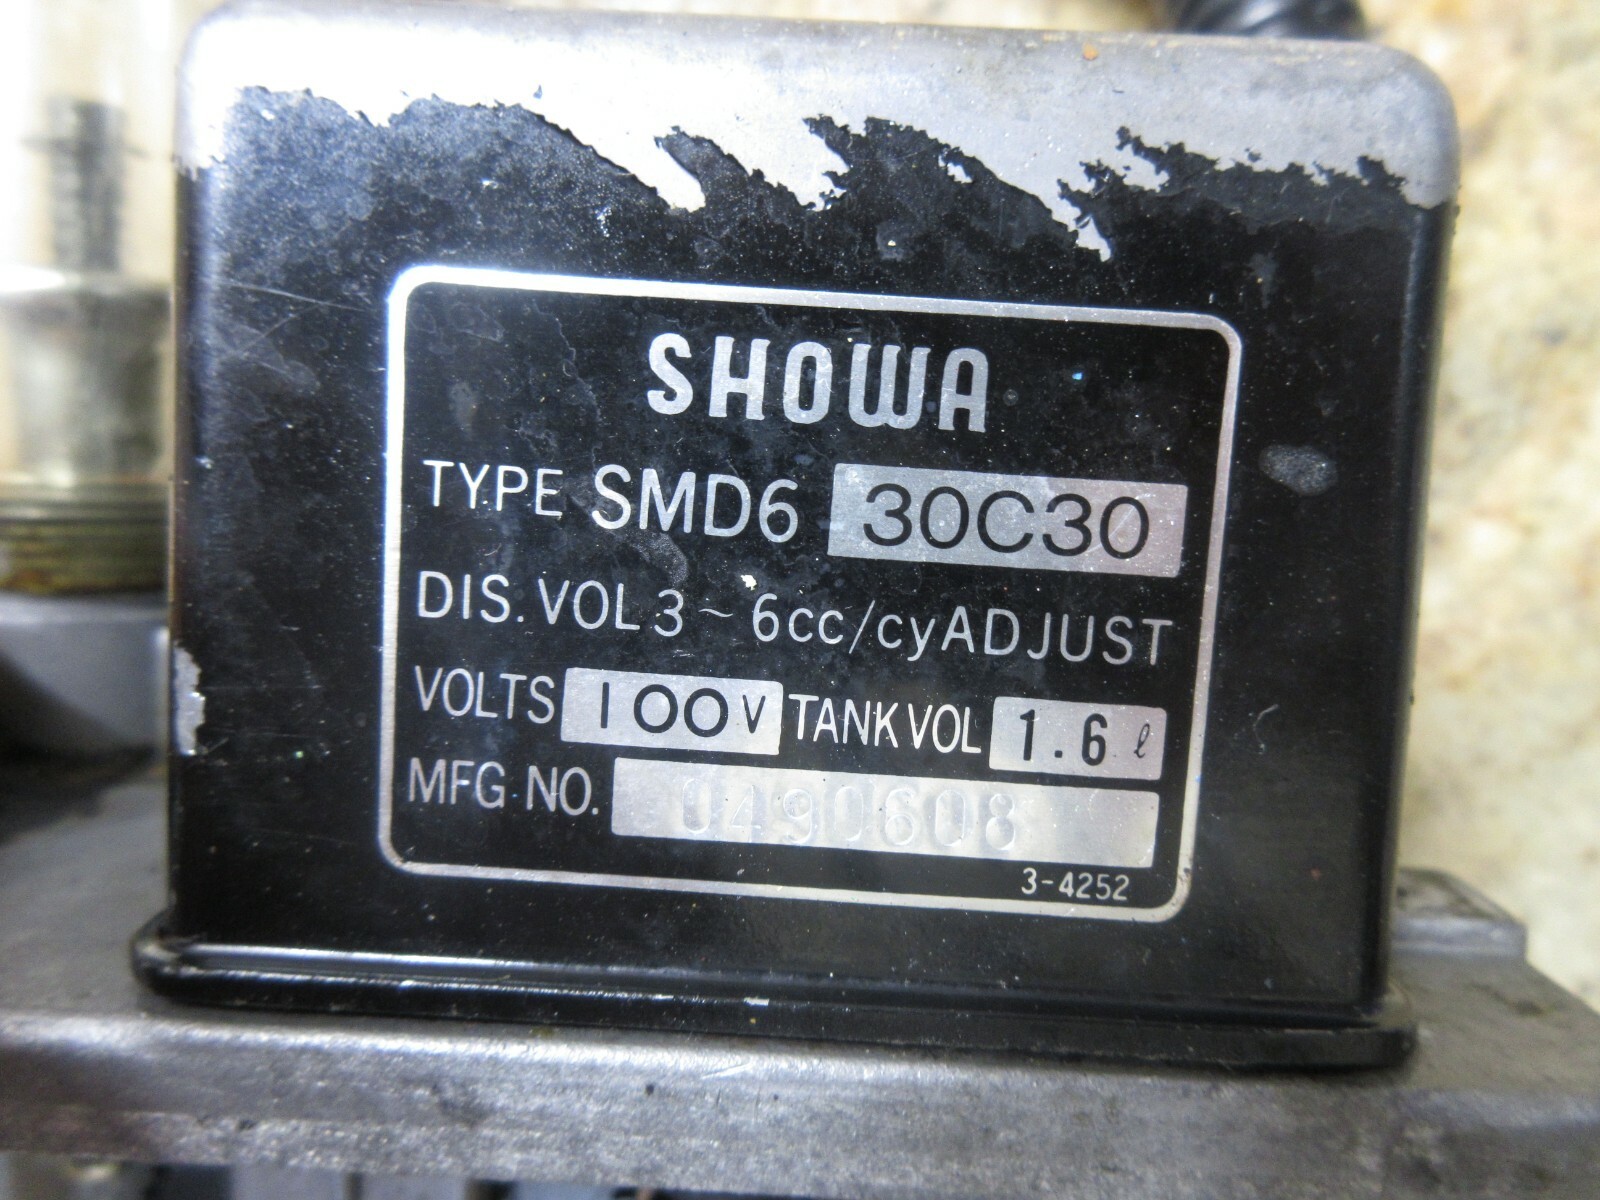 SHOWA
TYPE SMD6 30C30
DIS. VOL 3~6cc/cy ADJUST
VOLTS 100V TANK VOL 1.6ℓ
MFG NO. 0490608
3-4252